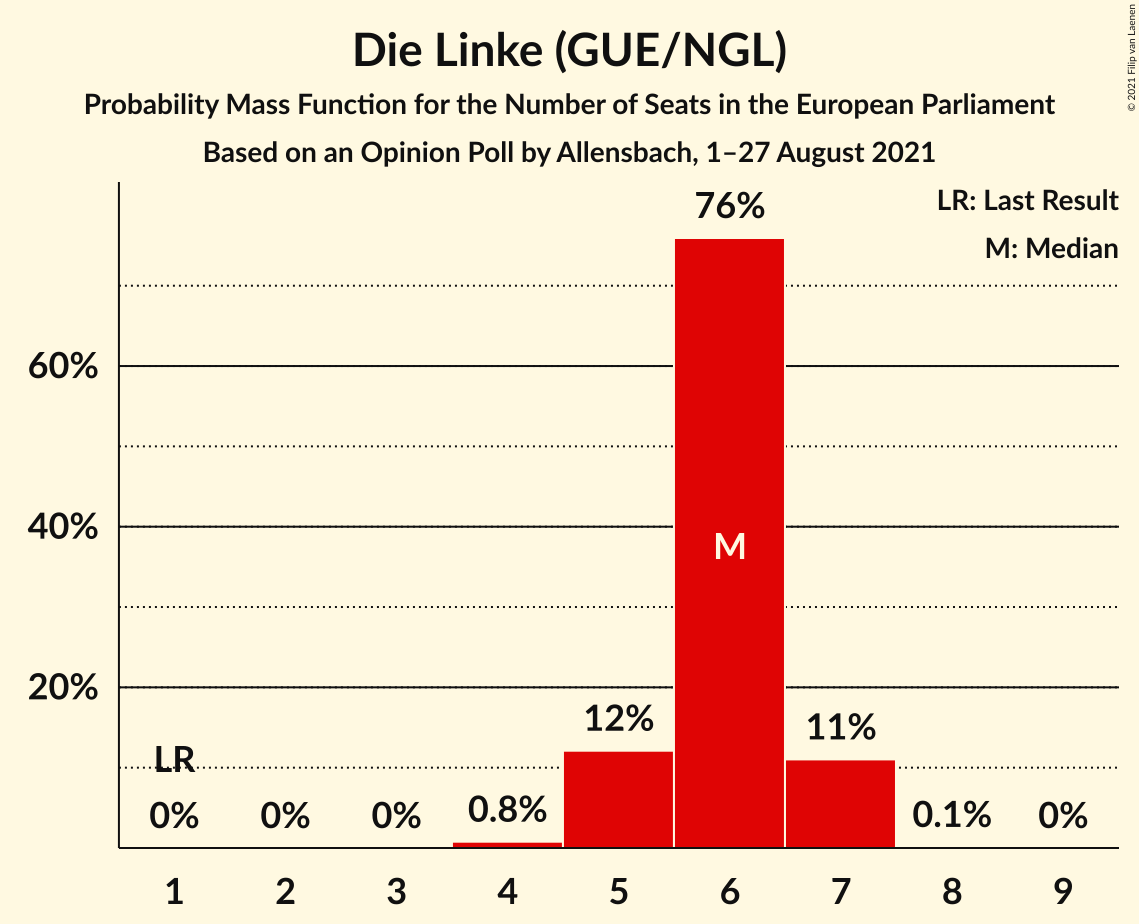 Die Linke (GUE/NGL)
Probability Mass Function for the Number of Seats in the European Parliament
Based on an Opinion Poll by Allensbach, 1–27 August 2021
© 2021 Filip van Laenen
LR: Last Result
M: Median
76%
60%
40%
M
20%
12%
11%
LR
0%
0%
0%
0.8%
0.1%
0%
1 2 3 4 5 6 7 8 9